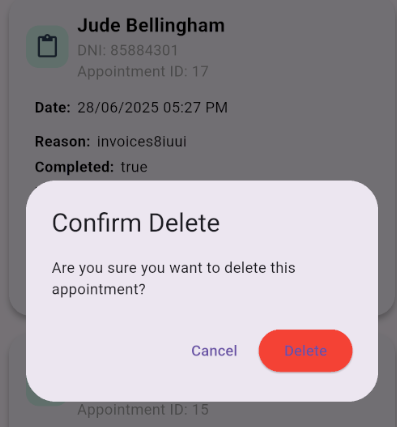 Jude Bellingham
DNI: 85884301
Appointment ID: 17
Date: 28/06/2025 05:27 PM
Reason: invoices8iuui
Completed: true
Confirm Delete
Are you sure you want to delete this
appointment?
Cancel Delete
Appointment ID: 15